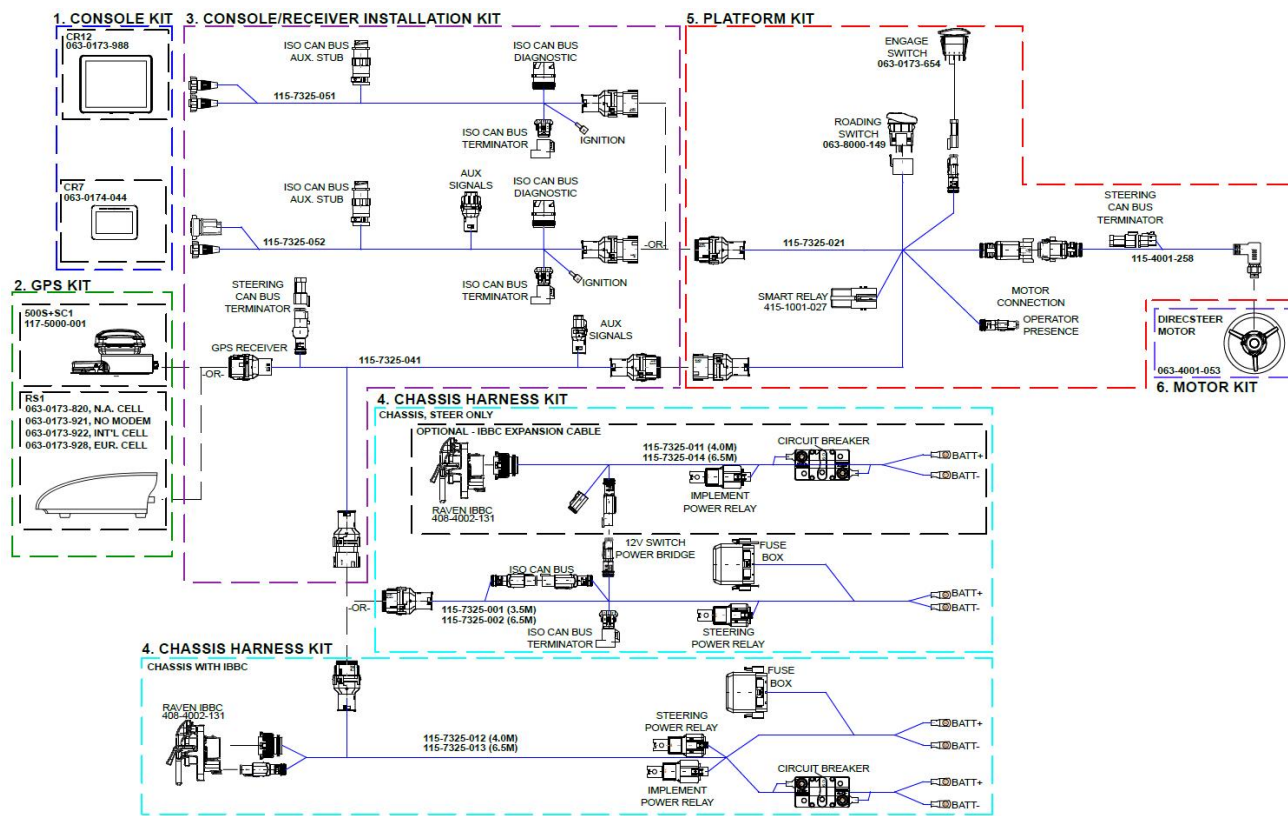 1. CONSOLE KIT
CR12
063-0173-988
CR7
063-0174-044
2. GPS KIT
500S+SC1
117-5000-001
RS1
063-0173-820, N.A. CELL
063-0173-921, NO MODEM
063-0173-922, INT'L CELL
063-0173-928, EUR. CELL
3. CONSOLE/RECEIVER INSTALLATION KIT
ISO CAN BUS
AUX. STUB
ISO CAN BUS
DIAGNOSTIC
115-7325-051
ISO CAN BUS
TERMINATOR
IGNITION
ISO CAN BUS
AUX. STUB
AUX
SIGNALS
ISO CAN BUS
DIAGNOSTIC
115-7325-052
-OR-
ISO CAN BUS
TERMINATOR
IGNITION
STEERING
CAN BUS
TERMINATOR
GPS RECEIVER
-OR-
115-7325-041
AUX
SIGNALS
5. PLATFORM KIT
ENGAGE
SWITCH
063-0173-654
ROADING
SWITCH
063-8000-149
115-7325-021
STEERING
CAN BUS
TERMINATOR
115-4001-258
SMART RELAY
415-1001-027
MOTOR
CONNECTION
OPERATOR
PRESENCE
DIRECSTEER
MOTOR
063-4001-053
6. MOTOR KIT
4. CHASSIS HARNESS KIT
CHASSIS, STEER ONLY
OPTIONAL - IBBC EXPANSION CABLE
115-7325-011 (4.0M)
115-7325-014 (6.5M)
CIRCUIT BREAKER
BATT+
BATT-
RAVEN IBBC
408-4002-131
IMPLEMENT
POWER RELAY
12V SWITCH
POWER BRIDGE
FUSE
BOX
ISO CAN BUS
-OR-
115-7325-001 (3.5M)
115-7325-002 (6.5M)
BATT+
BATT-
ISO CAN BUS
TERMINATOR
STEERING
POWER RELAY
4. CHASSIS HARNESS KIT
CHASSIS WITH IBBC
RAVEN IBBC
408-4002-131
115-7325-012 (4.0M)
115-7325-013 (6.5M)
FUSE
BOX
STEERING
POWER RELAY
BATT+
BATT-
IMPLEMENT
POWER RELAY
CIRCUIT BREAKER
BATT+
BATT-